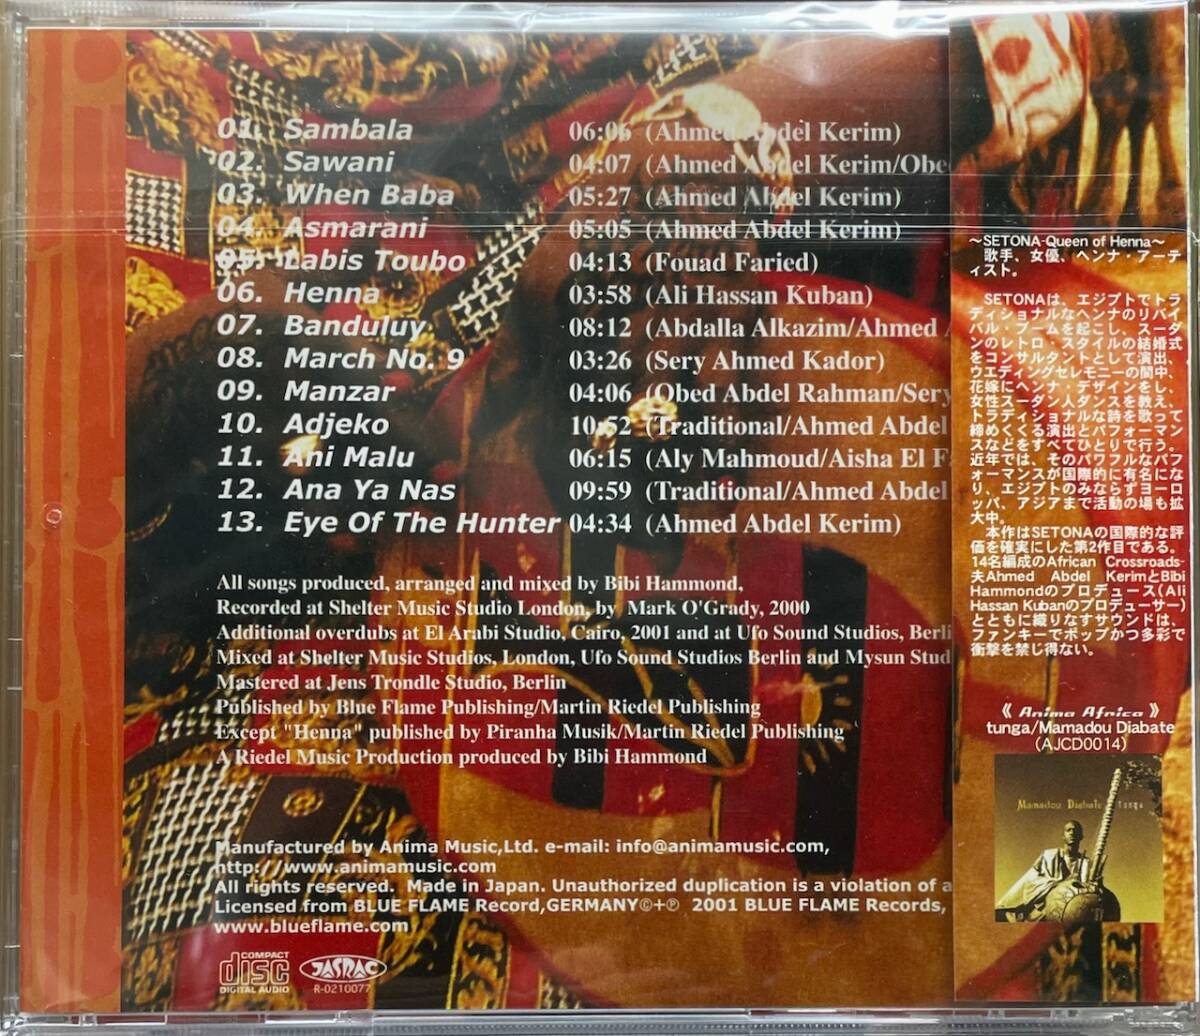 01. Sambala 06:06 (Ahmed Abdel Kerim)
02. Sawani 04:07 (Ahmed Abdel Kerim/Obe
03. When Baba 05:27 (Ahmed Abdel Kerim)
04. Asmarani 05:05 (Ahmed Abdel Kerim)
05. Labis Toubo 04:13 (Fouad Faried)
06. Henna 03:58 (Ali Hassan Kuban)
07. Banduluy 08:12 (Abdalla Alkazim/Ahmed
08. March No. 9 03:26 (Sery Ahmed Kador)
09. Manzar 04:06 (Obed Abdel Rahman/Sery
10. Adjeko 10:52 (Traditional/Ahmed Abdel
11. Ani Malu 06:15 (Aly Mahmoud/Aisha El F
12. Ana Ya Nas 09:59 (Traditional/Ahmed Abdel
13. Eye Of The Hunter 04:34 (Ahmed Abdel Kerim)
All songs produced, arranged and mixed by Bibi Hammond,
Recorded at Shelter Music Studio London, by Mark O'Grady, 2000
Additional overdubs at El Arabi Studio, Cairo, 2001 and at Ufo Sound Studios, Berli
Mixed at Shelter Music Studios, London, Ufo Sound Studios Berlin and Mysun Stud
Mastered at Jens Trondle Studio, Berlin
Published by Blue Flame Publishing/Martin Riedel Publishing
Except "Henna" published by Piranha Musik/Martin Riedel Publishing
A Riedel Music Production produced by Bibi Hammond
Manufactured by Anima Music,Ltd. e-mail: info@animamusic.com,
http://www.animamusic.com
All rights reserved. Made in Japan. Unauthorized duplication is a violation of a
Licensed from BLUE FLAME Record,GERMANY©+℗ 2001 BLUE FLAME Records,
www.blueflame.com
COMPACT
disc
DIGITAL AUDIO
JASRAC
R-0210077
～SETONA-Queen of Henna～
歌手、女優、ヘンナ・アーテ
ィスト。
SETONAは、エジプトでトラ
ディショナルなヘンナのリバイ
バル・ブームを起こし、スーダ
ンのレトロ・スタイルの結婚式
をコンサルタントとして演出、
ウエディングセレモニーの間中、
花嫁にヘンナ・デザインをし、
女性スーダン人ダンスを教え、
トラディショナルな詩を歌って
締めくくる演出とパフォーマン
スなどをすべてひとりで行う。
近年では、そのパワフルなパフ
ォーマンスが国際的に有名にな
り、エジプトのみならずヨーロ
ッパ、アジアまで活動の場も拡
大中。
本作はSETONAの国際的な評
価を確実にした第2作目である。
14名編成のAfrican Crossroads-
夫Ahmed Abdel KerimとBibi
Hammondのプロデュース(Ali
Hassan Kubanのプロデューサー)
とともに織りなすサウンドは、
ファンキーでポップかつ多彩で
衝撃を禁じ得ない。
《 Anima Africa 》
tunga/Mamadou Diabate
(AJCD0014)
Mamadou Diabate tunga